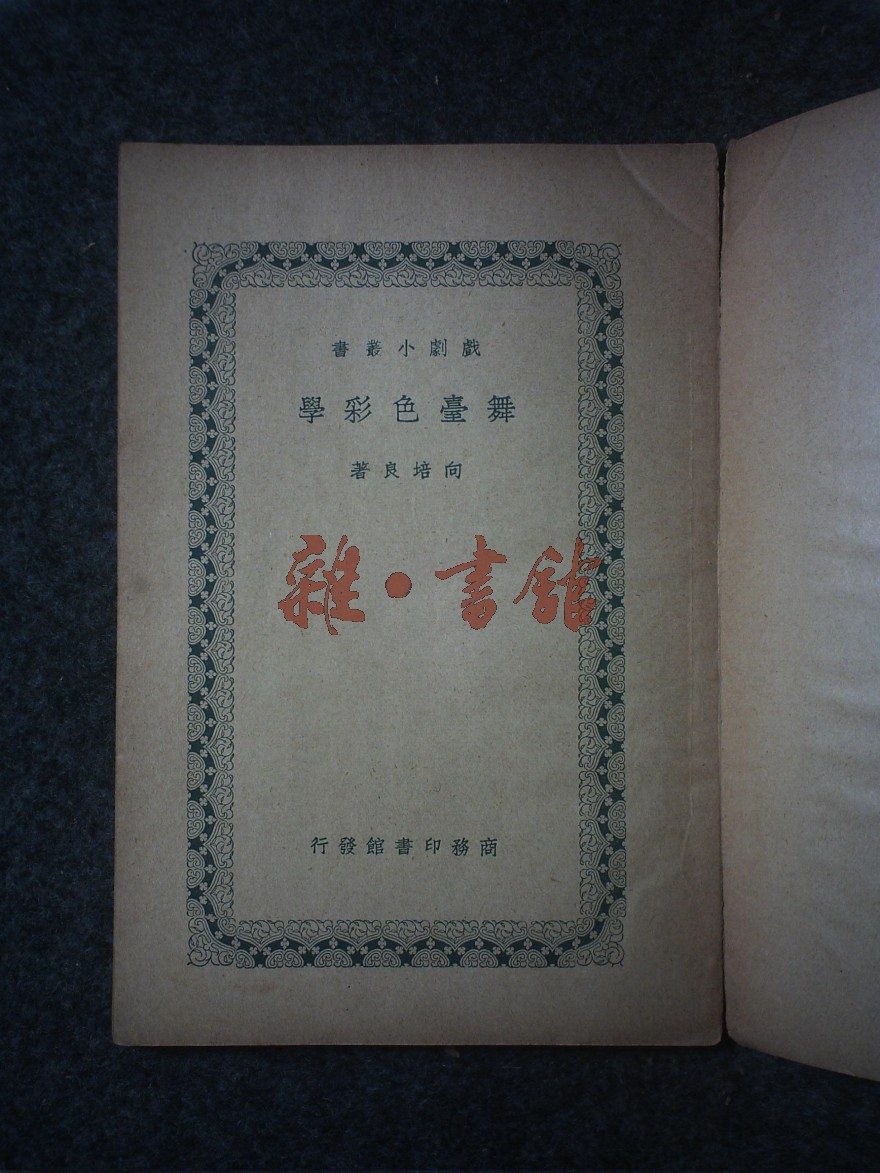 戲劇小叢書
舞臺色彩學
向培良著
雜·書館
商務印書館發行